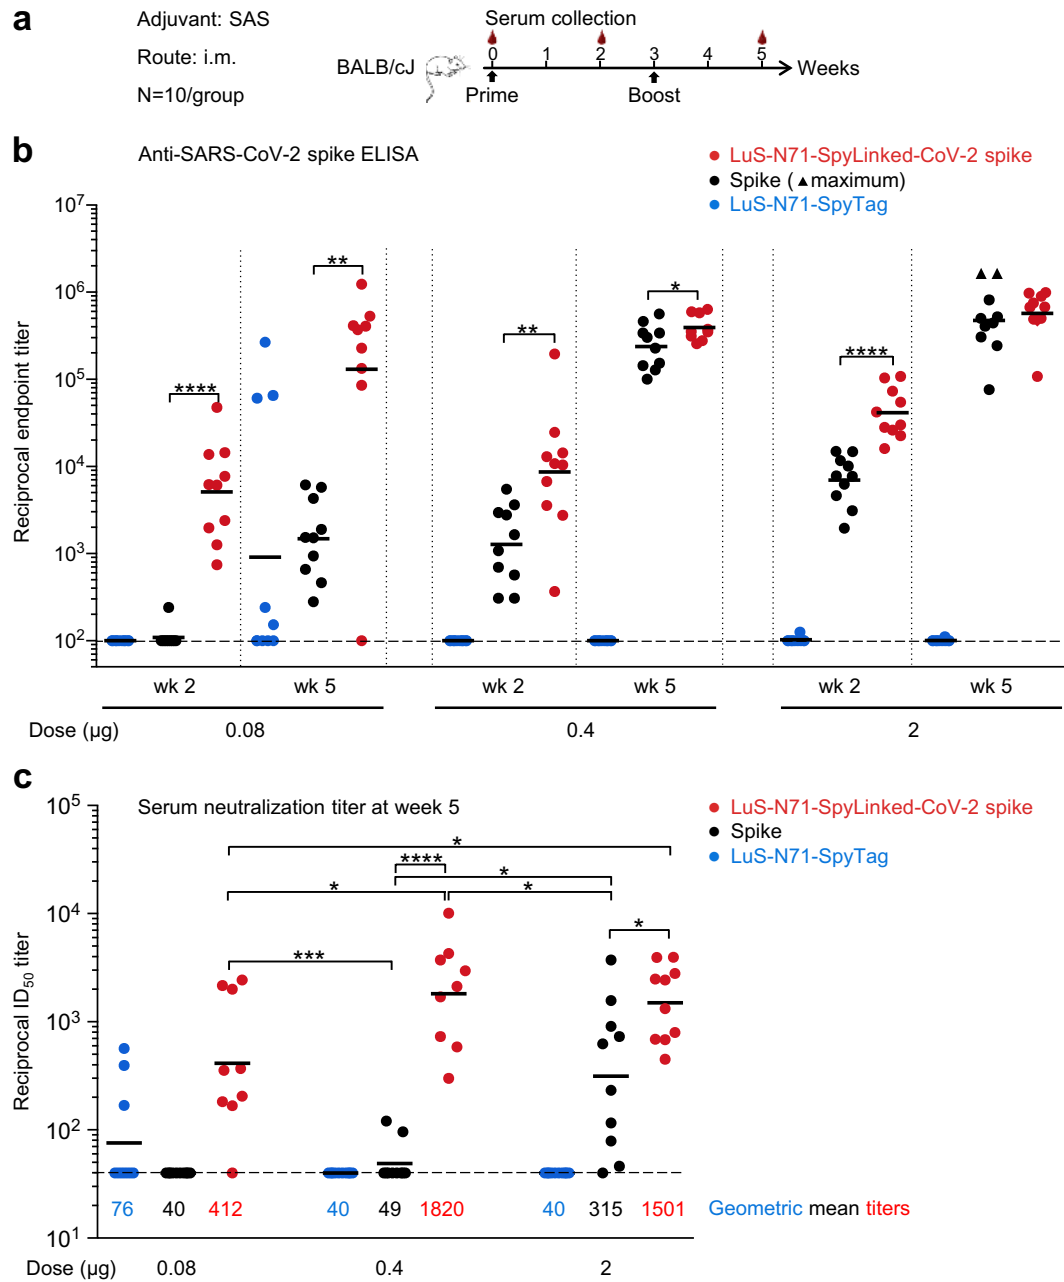 a
Adjuvant: SAS
Route: i.m.
N=10/group
Serum collection
BALB/cJ
0 1 2 3 4 5
Weeks
Prime Boost
b
Anti-SARS-CoV-2 spike ELISA
LuS-N71-SpyLinked-CoV-2 spike
Spike (▲maximum)
LuS-N71-SpyTag
Reciprocal endpoint titer
10⁷
10⁶
10⁵
10⁴
10³
10²
**** ** ** * ****
wk 2 wk 5 wk 2 wk 5 wk 2 wk 5
Dose (µg) 0.08 0.4 2
c
Serum neutralization titer at week 5
LuS-N71-SpyLinked-CoV-2 spike
Spike
LuS-N71-SpyTag
Reciprocal ID₅₀ titer
10⁵
10⁴
10³
10²
10¹
*
****
*
* *
*
***
76 40 412 40 49 1820 40 315 1501 Geometric mean titers
Dose (µg) 0.08 0.4 2